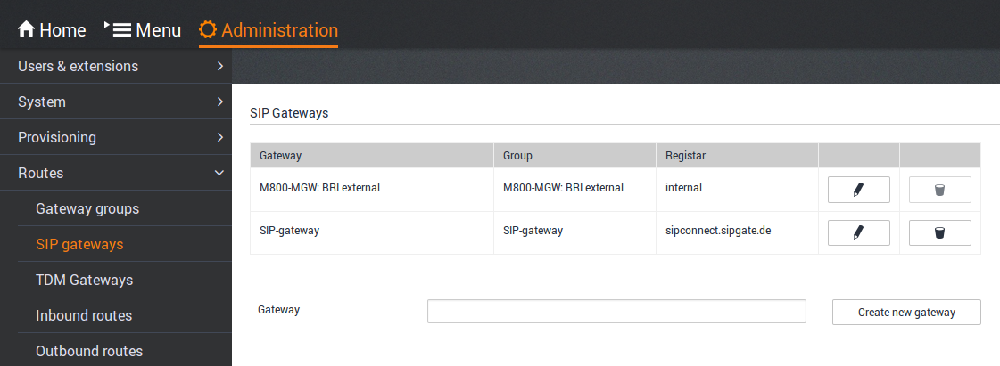 Home Menu Administration
Users & extensions
System
Provisioning
Routes
Gateway groups
SIP gateways
TDM Gateways
Inbound routes
Outbound routes
SIP Gateways
Gateway Group Registar
M800-MGW: BRI external M800-MGW: BRI external internal
SIP-gateway SIP-gateway sipconnect.sipgate.de
Gateway Create new gateway